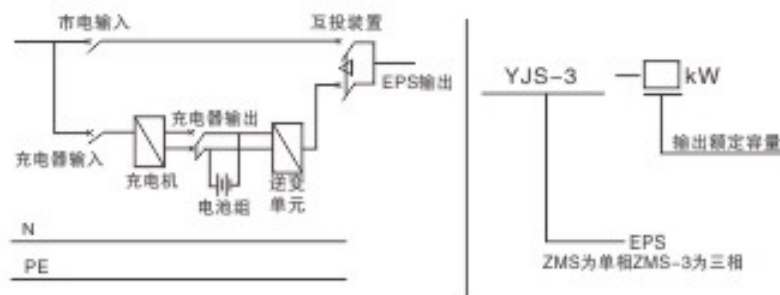 市电输入
互投装置
EPS输出
充电器输出
充电器输入
充电机
电池组
逆变
单元
N
PE
YJS-3
kW
输出额定容量
EPS
ZMS为单相ZMS-3为三相